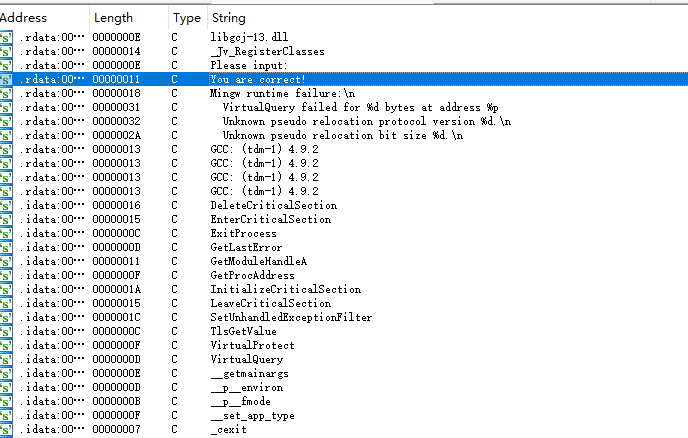 Address Length Type String
's' .rdata:00… 0000000E C libgcj-13.dll
's' .rdata:00… 00000014 C _Jv_RegisterClasses
's' .rdata:00… 0000000E C Please input:
's' .rdata:00… 00000011 C You are correct!
's' .rdata:00… 00000018 C Mingw runtime failure:\n
's' .rdata:00… 00000031 C VirtualQuery failed for %d bytes at address %p
's' .rdata:00… 00000032 C Unknown pseudo relocation protocol version %d.\n
's' .rdata:00… 0000002A C Unknown pseudo relocation bit size %d.\n
's' .rdata:00… 00000013 C GCC: (tdm-1) 4.9.2
's' .rdata:00… 00000013 C GCC: (tdm-1) 4.9.2
's' .rdata:00… 00000013 C GCC: (tdm-1) 4.9.2
's' .rdata:00… 00000013 C GCC: (tdm-1) 4.9.2
's' .idata:00… 00000016 C DeleteCriticalSection
's' .idata:00… 00000015 C EnterCriticalSection
's' .idata:00… 0000000C C ExitProcess
's' .idata:00… 0000000D C GetLastError
's' .idata:00… 00000011 C GetModuleHandleA
's' .idata:00… 0000000F C GetProcAddress
's' .idata:00… 0000001A C InitializeCriticalSection
's' .idata:00… 00000015 C LeaveCriticalSection
's' .idata:00… 0000001C C SetUnhandledExceptionFilter
's' .idata:00… 0000000C C TlsGetValue
's' .idata:00… 0000000F C VirtualProtect
's' .idata:00… 0000000D C VirtualQuery
's' .idata:00… 0000000E C __getmainargs
's' .idata:00… 0000000D C __p__environ
's' .idata:00… 0000000B C __p__fmode
's' .idata:00… 0000000F C __set_app_type
's' .idata:00… 00000007 C _cexit